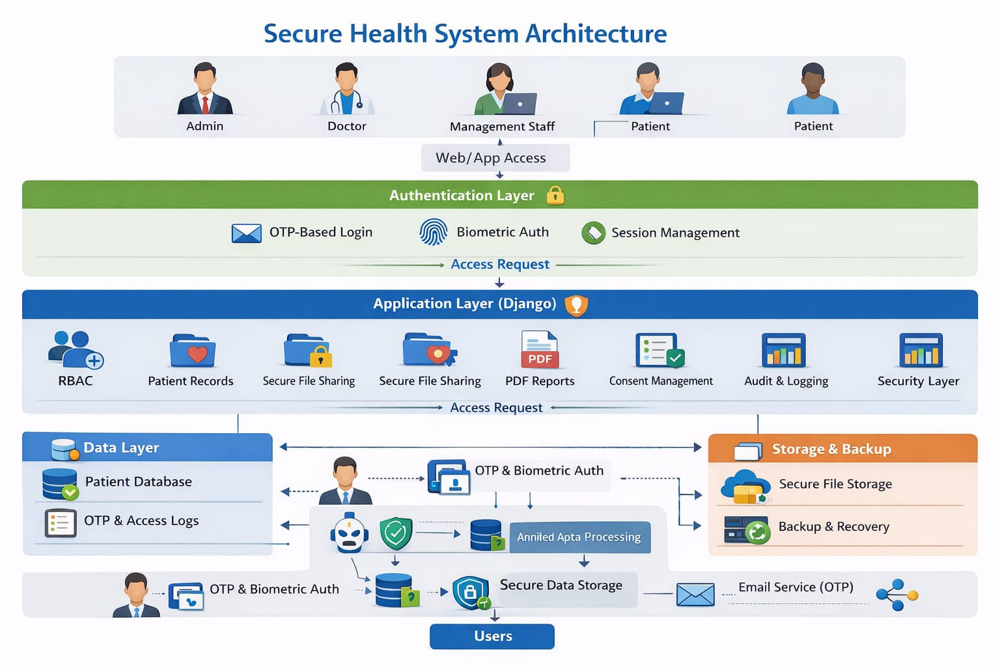 Secure Health System Architecture
Admin
Doctor
Management Staff
Patient
Patient
Web/App Access
Authentication Layer
OTP-Based Login
Biometric Auth
Session Management
Access Request
Application Layer (Django)
RBAC
Patient Records
Secure File Sharing
Secure File Sharing
PDF
PDF Reports
Consent Management
Audit & Logging
Security Layer
Access Request
Data Layer
Patient Database
OTP & Access Logs
OTP & Biometric Auth
Storage & Backup
Secure File Storage
Backup & Recovery
Annifed Apta Processing
OTP & Biometric Auth
Secure Data Storage
Email Service (OTP)
Users